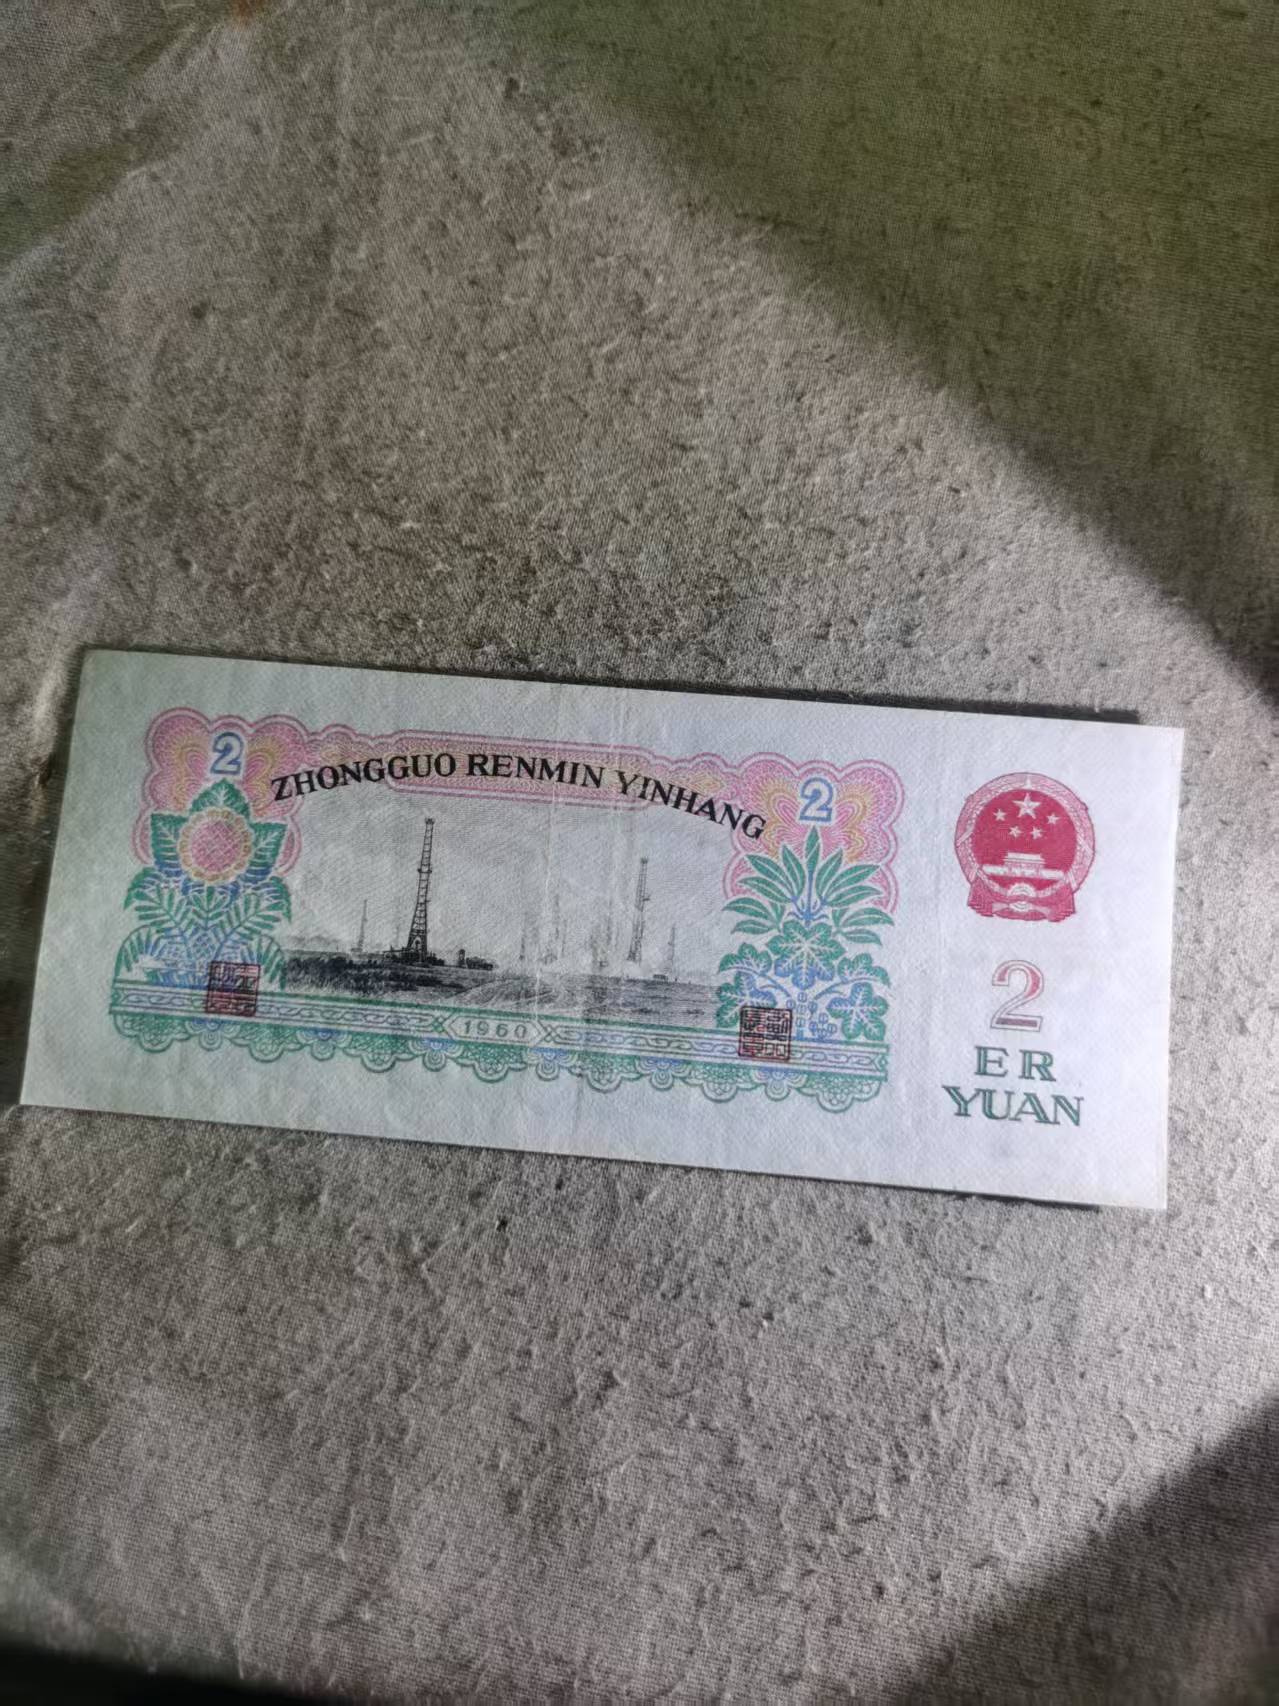 2
ZHONGGUO RENMIN YINHANG
2
1960
2
ER
YUAN